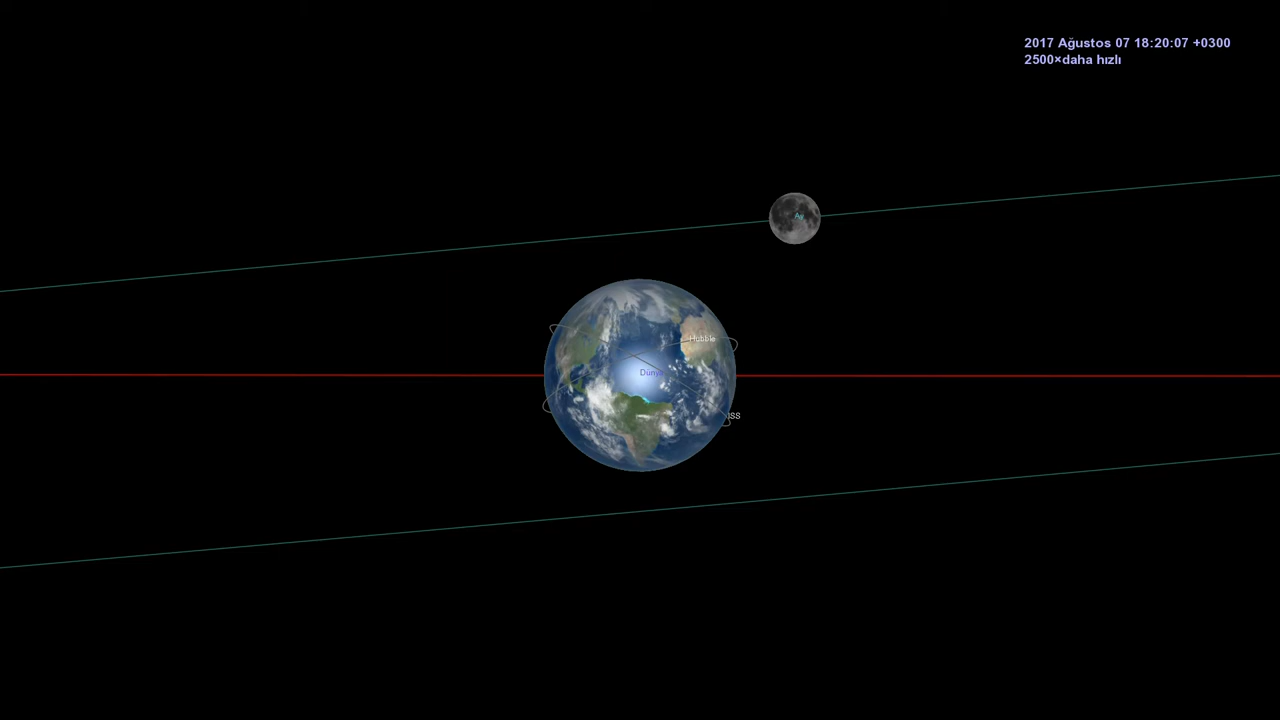 2017 Ağustos 07 18:20:07 +0300
2500×daha hızlı
Ay
Hubble
Dünya
ISS